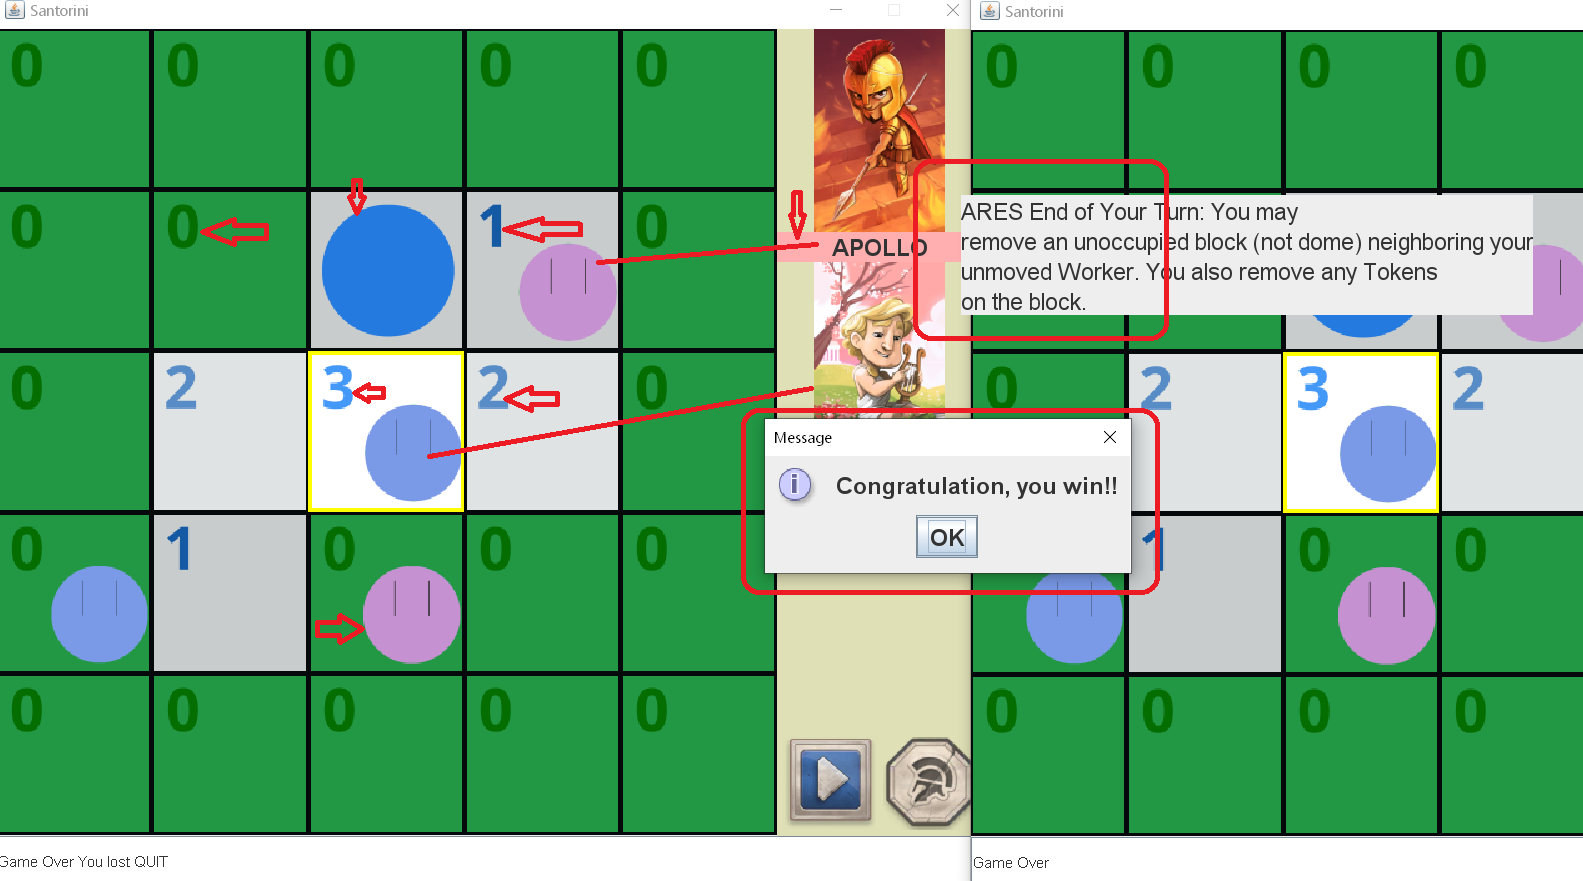 Santorini
Santorini
0 0 0 0 0
0 0 0 0
0 0 1 0
APOLLO
ARES End of Your Turn: You may
remove an unoccupied block (not dome) neighboring your
unmoved Worker. You also remove any Tokens
on the block.
0 2 3 2 0
0 2 3 2
Message
Congratulation, you win!!
OK
0 1 0 0 0
1 0 0
0 0 0 0 0
0 0 0 0
Game Over You lost QUIT
Game Over